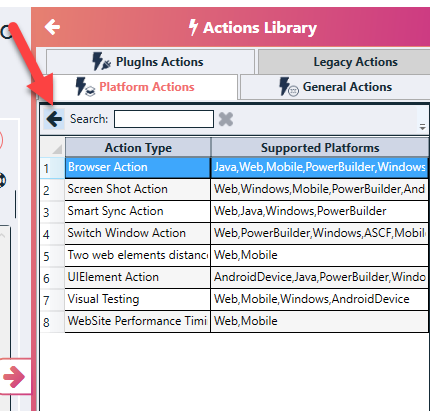 Actions Library
PlugIns Actions
Legacy Actions
Platform Actions
General Actions
Search:
Action Type Supported Platforms
1 Browser Action Java,Web,Mobile,PowerBuilder,Windows
2 Screen Shot Action Web,Windows,Mobile,PowerBuilder,And
3 Smart Sync Action Web,Java,Windows,PowerBuilder
4 Switch Window Action Web,PowerBuilder,Windows,ASCF,Mobil
5 Two web elements distanc Web,Mobile
6 UIElement Action AndroidDevice,Java,PowerBuilder,Windo
7 Visual Testing Web,Mobile,Windows,AndroidDevice
8 WebSite Performance Timi Web,Mobile